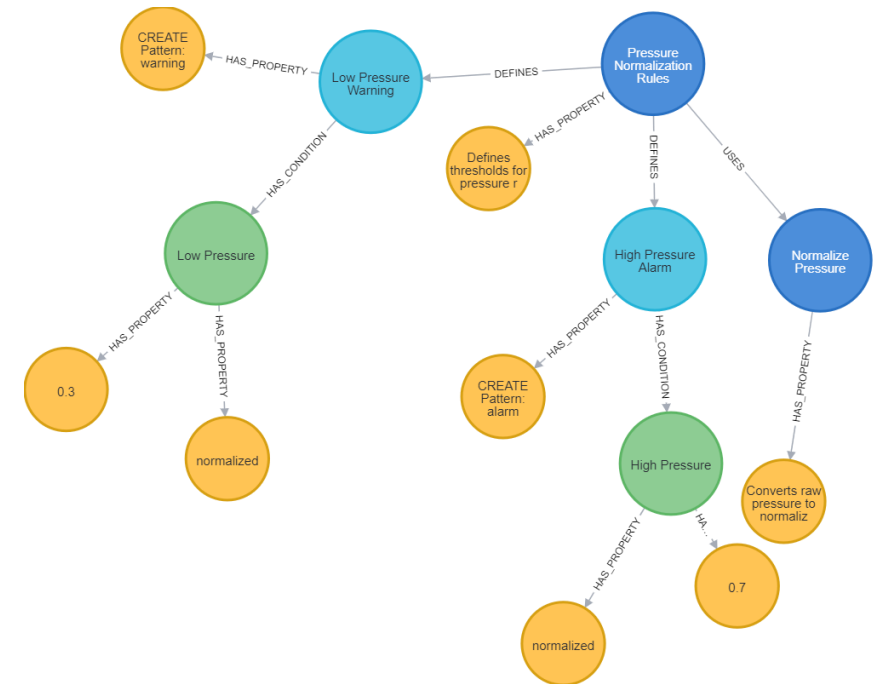 CREATE
Pattern:
warning
HAS_PROPERTY
Low Pressure
Warning
DEFINES
Pressure
Normalization
Rules
HAS_PROPERTY
Defines
thresholds for
pressure r
DEFINES
USES
HAS_CONDITION
Low Pressure
High Pressure
Alarm
Normalize
Pressure
HAS_PROPERTY
HAS_PROPERTY
HAS_PROPERTY
HAS_CONDITION
HAS_PROPERTY
0.3
CREATE
Pattern:
alarm
normalized
High Pressure
Converts raw
pressure to
normaliz
HAS_PROPERTY
HA...
0.7
normalized